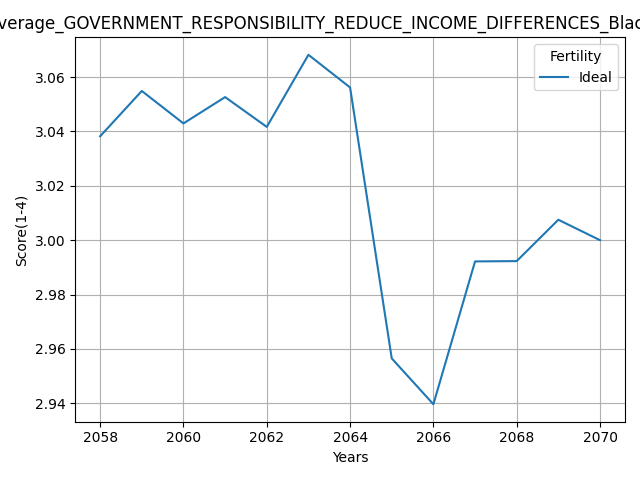 verage_GOVERNMENT_RESPONSIBILITY_REDUCE_INCOME_DIFFERENCES_Blac
Fertility
Ideal
3.06
3.04
3.02
3.00
2.98
2.96
2.94
Score(1-4)
2058 2060 2062 2064 2066 2068 2070
Years